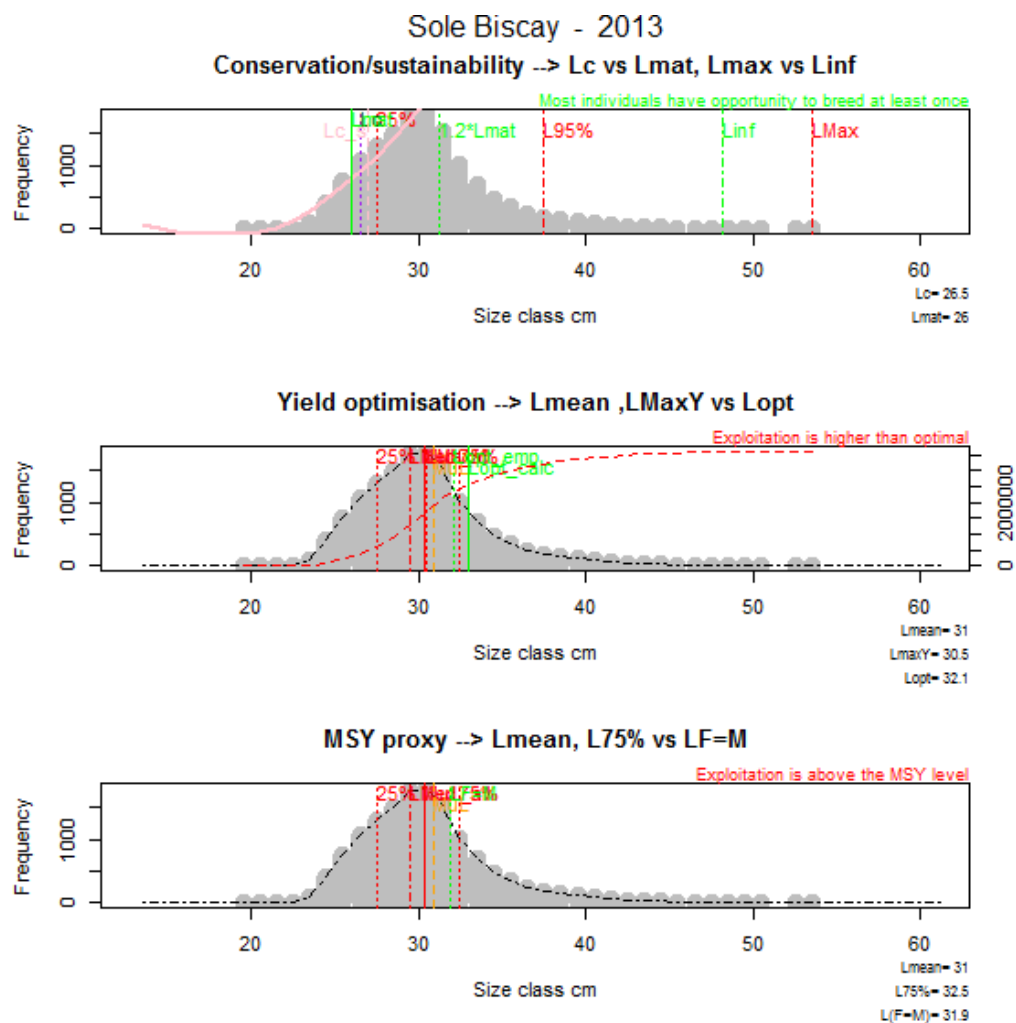 Sole Biscay - 2013
Conservation/sustainability --> Lc vs Lmat, Lmax vs Linf
Most individuals have opportunity to breed at least once
Lmat 25%
1.2*Lmat L95% Linf LMax
Frequency
0 1000
20 30 40 50 60
Size class cm
Lc= 26.5
Lmat= 26
Yield optimisation --> Lmean ,LMaxY vs Lopt
Exploitation is higher than optimal
25%
Lopt_calc
Frequency
0 1000
0 2000000
20 30 40 50 60
Size class cm
Lmean= 31
LmaxY= 30.5
Lopt= 32.1
MSY proxy --> Lmean, L75% vs LF=M
Exploitation is above the MSY level
25%
Frequency
0 1000
20 30 40 50 60
Size class cm
Lmean= 31
L75%= 32.5
L(F=M)= 31.9